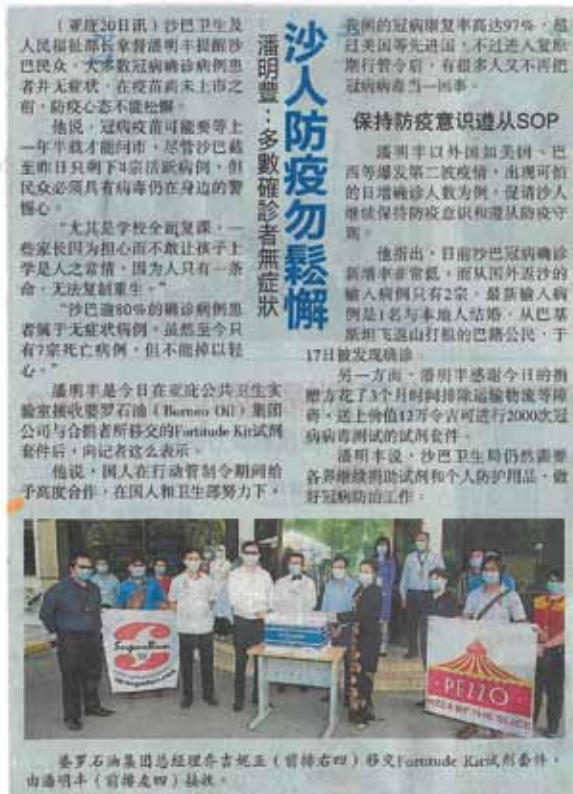 沙人防疫勿鬆懈
潘明豐：多數確診者無症狀
（亚庇20日讯）沙巴卫生及
人民福祉部长拿督潘明丰提醒沙
巴民众，大多数冠病确诊病例患
者并无症状，在疫苗尚未上市之
前，防疫心态不能松懈。
他说，冠病疫苗可能要等上
一年半载才能问市，尽管沙巴截
至昨日只剩下4宗活跃病例，但
民众必须具有病毒仍在身边的警
惕心。
“尤其是学校全面复课，一
些家长因为担心而不敢让孩子上
学是人之常情，因为人只有一条
命，无法复制重生。”
“沙巴逾80%的确诊病例患
者属于无症状病例，虽然至今只
有7宗死亡病例，但不能掉以轻
心。”
潘明丰是今日在亚庇公共卫生实
验室接收婆罗石油（Borneo Oil）集团
公司与合捐者所移交的Fortitude Kit试剂
套件后，向记者这么表示。
他说，国人在行动管制令期间给
予高度合作，在国人和卫生部努力下，
我国的冠病康复率高达97%，超
过美国等先进国，不过进入复原
期行管令后，有很多人又不再把
冠病病毒当一回事。
保持防疫意识遵从SOP
潘明丰以外国如美国、巴
西等爆发第二波疫情，出现可怕
的日增确诊人数为例，促请沙人
继续保持防疫意识和遵从防疫守
则。
他指出，目前沙巴冠病确诊
新增率非常低，而从国外返沙的
输入病例只有2宗，最新输入病
例是1名与本地人结婚，从巴基
斯坦飞返山打根的巴籍公民，于
17日被发现确诊。
另一方面，潘明丰感谢今日的捐
赠方花了3个月时间排除运输物流等障
碍，送上价值12万令吉可进行2000次冠
病病毒测试的试剂套件。
潘明丰说，沙巴卫生局仍然需要
各界继续捐助试剂和个人防护用品，做
好冠病防治工作。
SugarBun
PEZZO
PIZZA BY THE SLICE
婆罗石油集团总经理乔吉妮亚（前排右四）移交Fortitude Kit试剂套件，
由潘明丰（前排左四）接收。